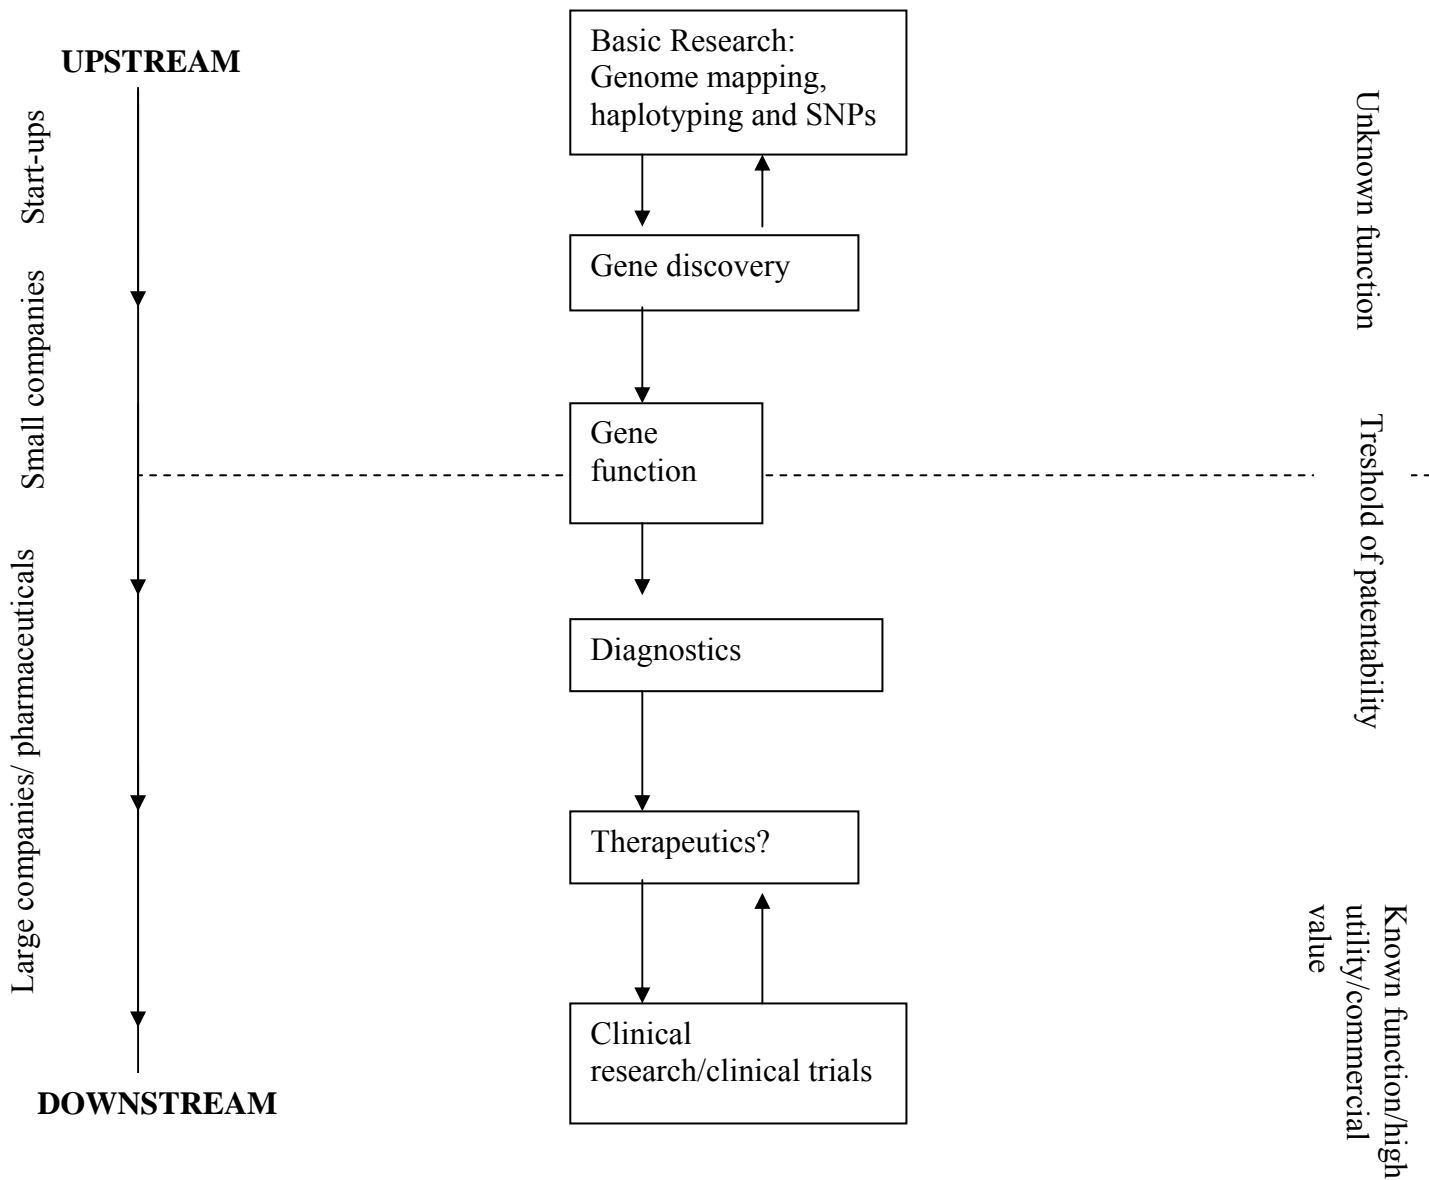 UPSTREAM
Start-ups
Small companies
Large companies/ pharmaceuticals
DOWNSTREAM
Basic Research:
Genome mapping,
haplotyping and SNPs
Gene discovery
Gene
function
Diagnostics
Therapeutics?
Clinical
research/clinical trials
Unknown function
Treshold of patentability
Known function/high
utility/commercial
value